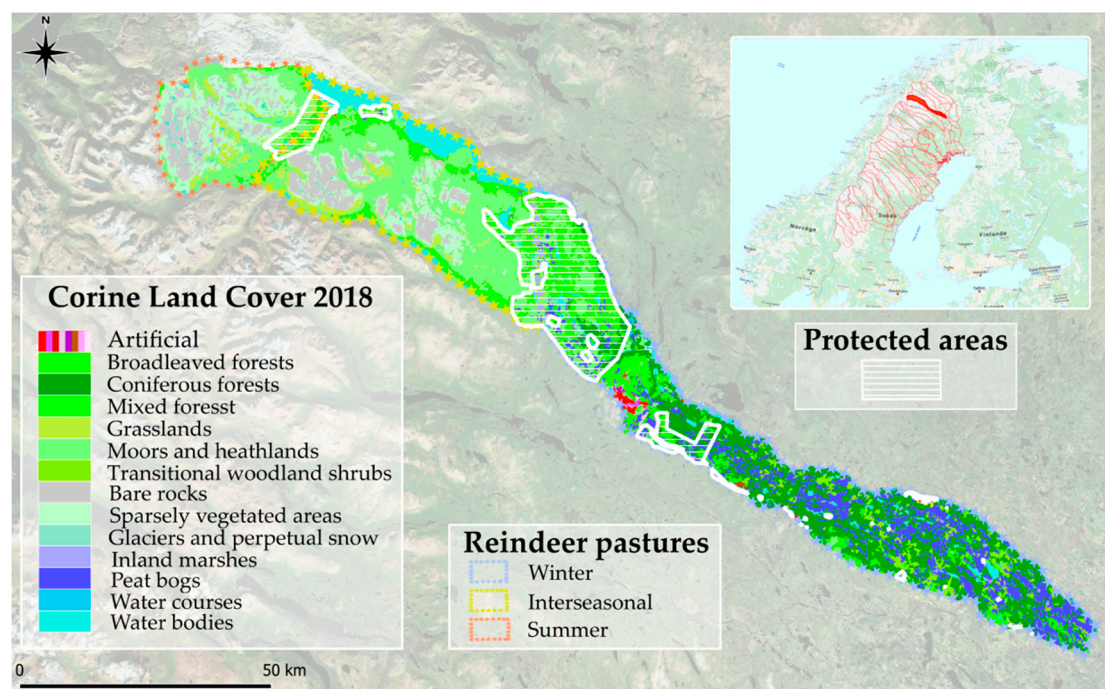 N
Norvège
Suède
Finlande
Corine Land Cover 2018
Artificial
Broadleaved forests
Coniferous forests
Mixed foresst
Grasslands
Moors and heathlands
Transitional woodland shrubs
Bare rocks
Sparsely vegetated areas
Glaciers and perpetual snow
Inland marshes
Peat bogs
Water courses
Water bodies
Protected areas
Reindeer pastures
Winter
Interseasonal
Summer
0
50 km